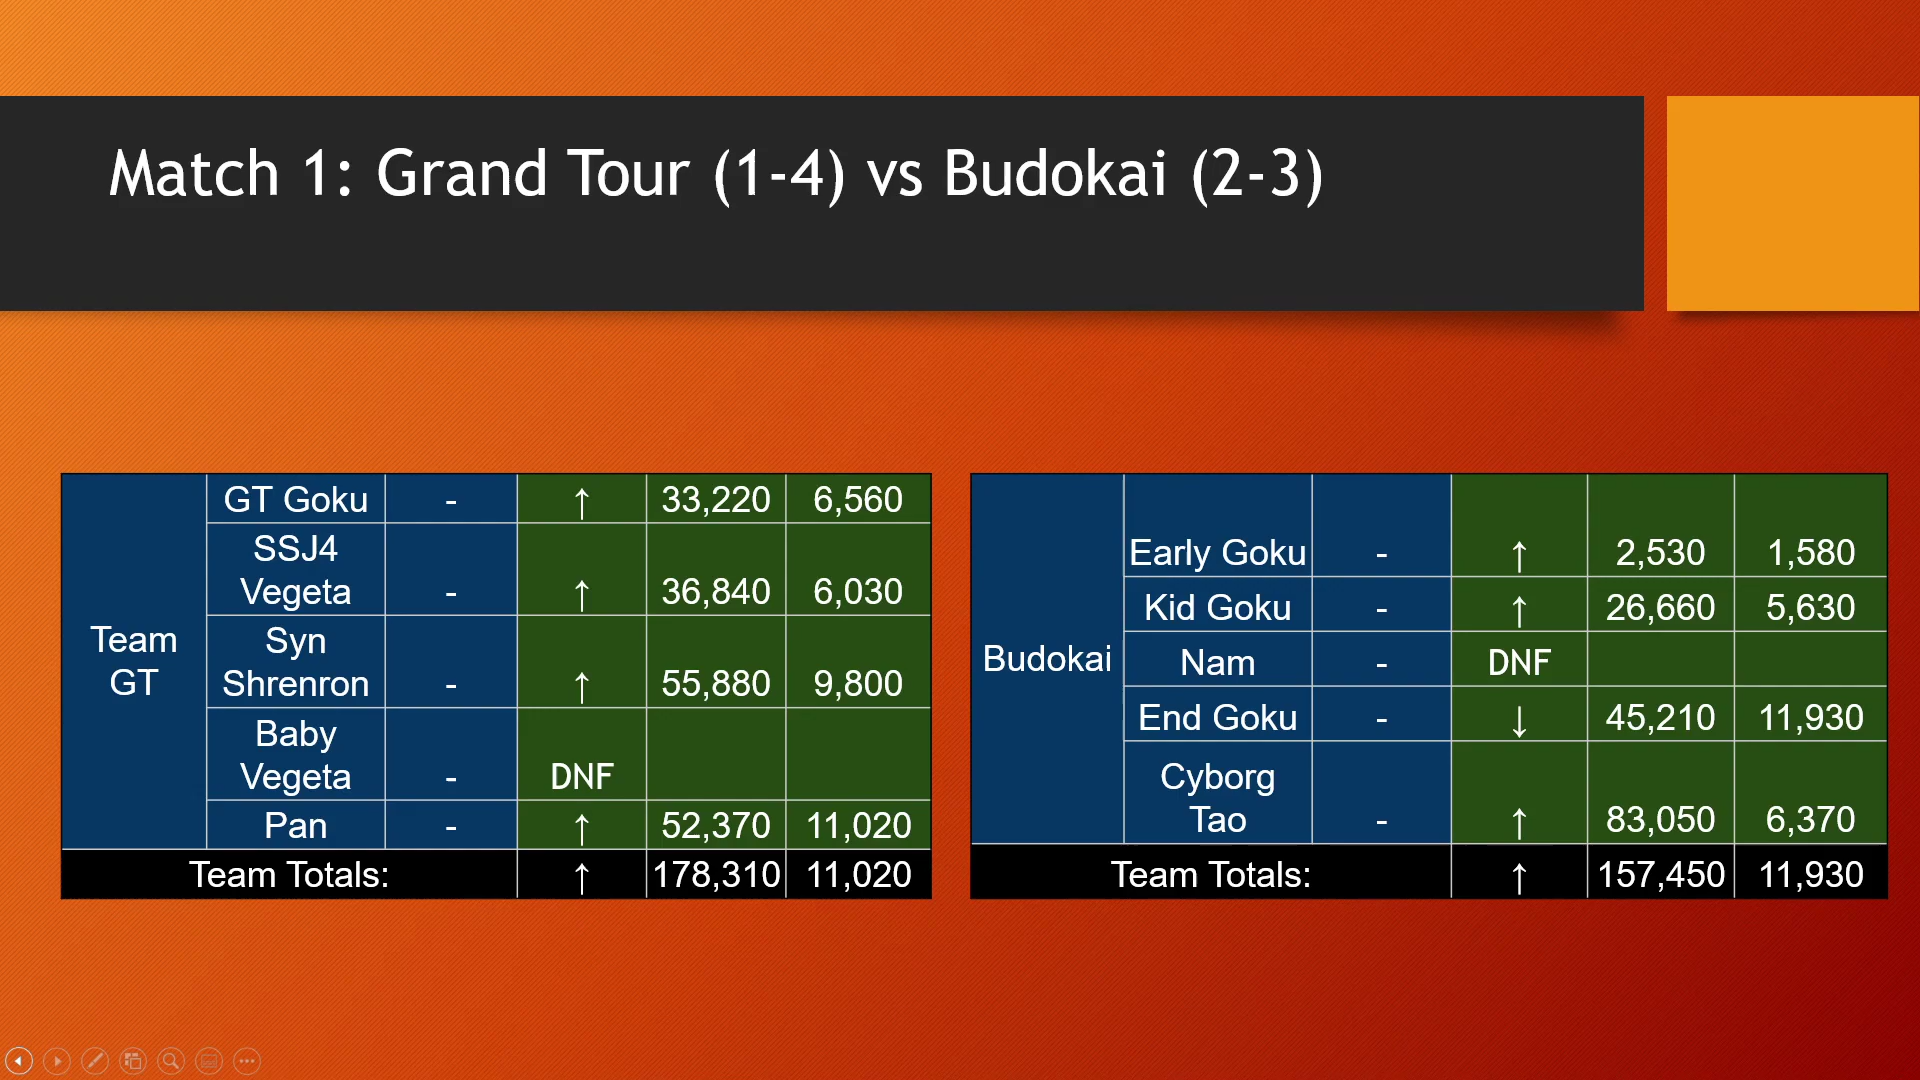 Match 1: Grand Tour (1-4) vs Budokai (2-3)
Team GT
GT Goku - ↑ 33,220 6,560
SSJ4 Vegeta - ↑ 36,840 6,030
Syn Shrenron - ↑ 55,880 9,800
Baby Vegeta - DNF
Pan - ↑ 52,370 11,020
Team Totals: ↑ 178,310 11,020
Budokai
Early Goku - ↑ 2,530 1,580
Kid Goku - ↑ 26,660 5,630
Nam - DNF
End Goku - ↓ 45,210 11,930
Cyborg Tao - ↑ 83,050 6,370
Team Totals: ↑ 157,450 11,930